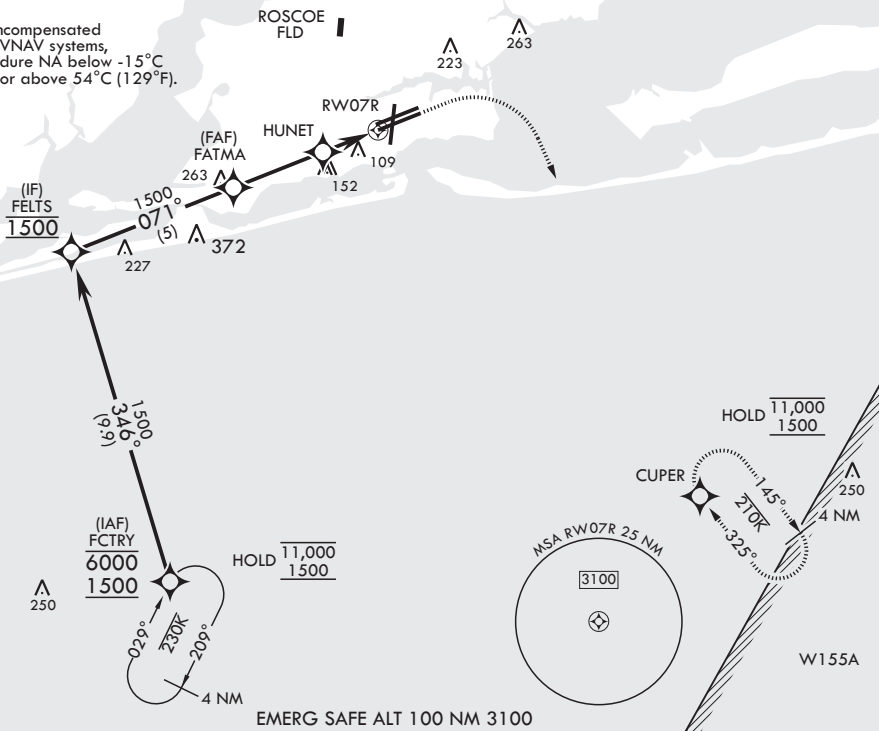 ncompensated
VNAV systems,
dure NA below -15°C
or above 54°C (129°F).
ROSCOE
FLD
263
223
RW07R
HUNET
(FAF)
FATMA
263
109
152
(IF)
FELTS
1500
1500
071°
(5)
372
227
1500
346°
(9.9)
HOLD 11,000
1500
CUPER
145°
210K
325°
250
4 NM
(IAF)
FCTRY
6000
1500
HOLD 11,000
1500
250
029°
230K
209°
4 NM
MSA RW07R 25 NM
3100
W155A
EMERG SAFE ALT 100 NM 3100